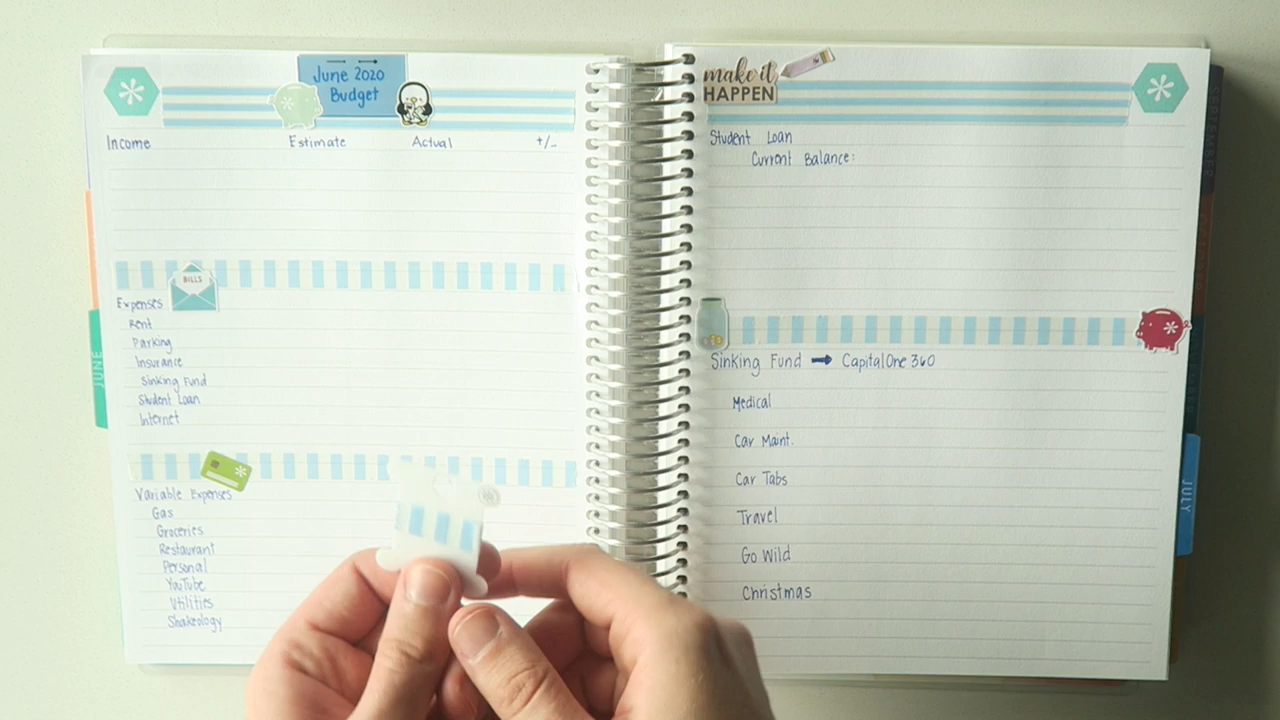 June 2020
Budget
Income Estimate Actual +/-
BILLS
Expenses
Rent
Parking
Insurance
Sinking Fund
Student Loan
Internet
Variable Expenses
Gas
Groceries
Restaurant
Personal
YouTube
Utilities
Shakeology
JUNE
make it
HAPPEN
Student Loan
Current Balance:
Sinking Fund ➡ CapitalOne 360
Medical
Car Maint.
Car Tabs
Travel
Go Wild
Christmas
JULY